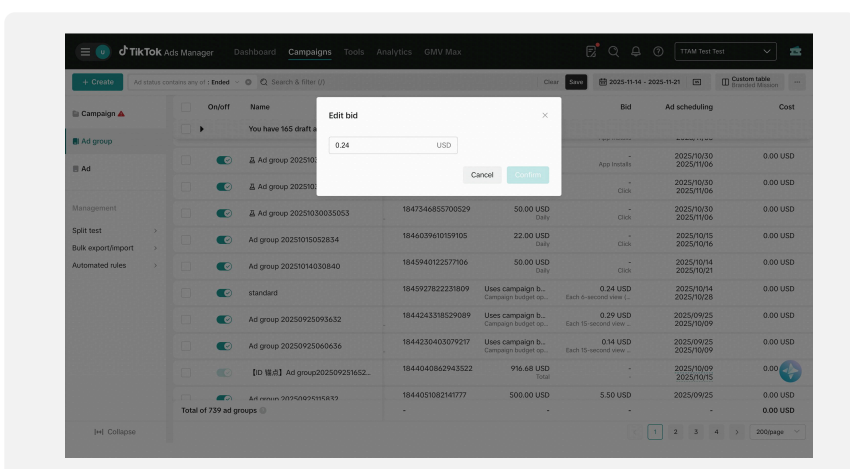 TikTok Ads Manager Dashboard Campaigns Tools Analytics GMV Max TTAM Test Test
+ Create Ad status contains any of : Ended Search & filter (/) Clear Save 2025-11-14 - 2025-11-21 Custom table
Branded Mission
Campaign
Ad group
Ad
Management
Split test
Bulk export/import
Automated rules
Collapse
On/off Name Bid Ad scheduling Cost
You have 165 draft a
Edit bid
0.24 USD
Cancel Confirm
Ad group 2025103 - 2025/10/30 0.00 USD
App installs 2025/11/06
Ad group 2025103 - 2025/10/30 0.00 USD
Click 2025/11/06
Ad group 20251030035053 1847346855700529 50.00 USD - 2025/10/30 0.00 USD
Daily Click 2025/11/06
Ad group 20251015052834 1846039610159105 22.00 USD - 2025/10/15 0.00 USD
Daily Click 2025/10/16
Ad group 20251014030840 1845940122577106 50.00 USD - 2025/10/14 0.00 USD
Daily Click 2025/10/21
standard 1845927822231809 Uses campaign b... 0.24 USD 2025/10/14 0.00 USD
Campaign budget op... Each 6-second view (... 2025/10/28
Ad group 20250925093632 1844243318529089 Uses campaign b... 0.29 USD 2025/09/25 0.00 USD
Campaign budget op... Each 15-second view ... 2025/10/09
Ad group 20250925060636 1844230403079217 Uses campaign b... 0.14 USD 2025/09/25 0.00 USD
Campaign budget op... Each 15-second view ... 2025/10/09
【ID 锚点】Ad group202509251652... 1844040862943522 916.68 USD - 2025/10/09 0.00
Total - 2025/10/15
Ad group 20250925115832 1844051082141777 500.00 USD 5.50 USD 2025/09/25 0.00 USD
Total of 739 ad groups - - - - 0.00 USD
1 2 3 4 200/page